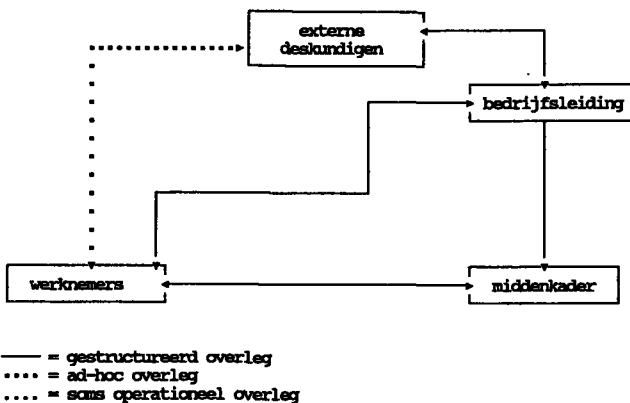 externe
deskundigen
bedrijfsleiding
werknemers
middenkader
—— = gestructureerd overleg
•••• = ad-hoc overleg
.... = soms operationeel overleg